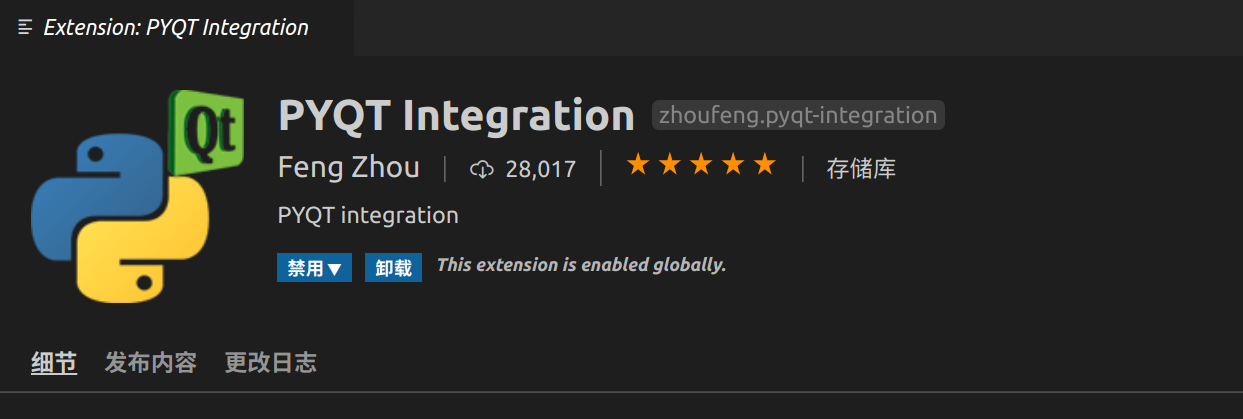 Extension: PYQT Integration
Qt
PYQT Integration zhoufeng.pyqt-integration
Feng Zhou | 28,017 | ★★★★★ | 存储库
PYQT integration
禁用▼ 卸载 This extension is enabled globally.
细节 发布内容 更改日志